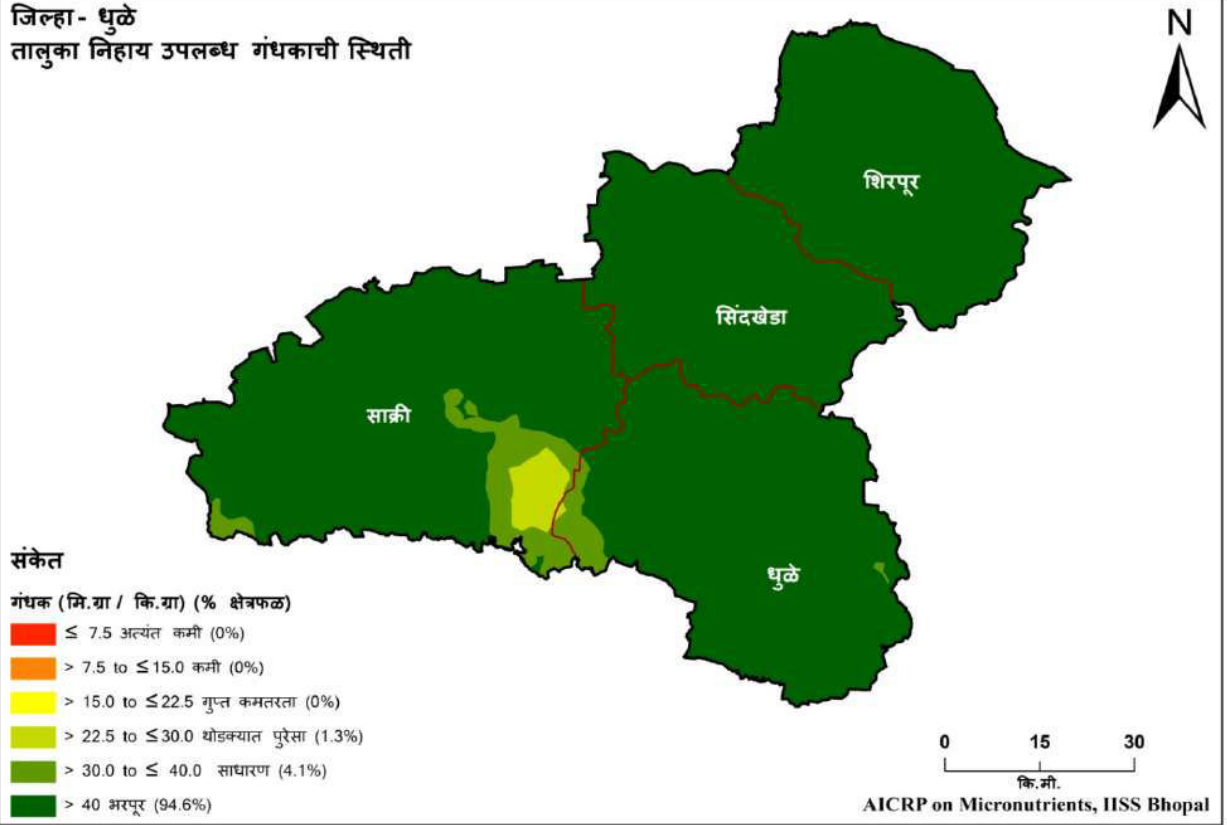 जिल्हा - धुळे
तालुका निहाय उपलब्ध गंधकाची स्थिती
N
शिरपूर
सिंदखेडा
साक्री
धुळे
संकेत
गंधक (मि.ग्रा / कि.ग्रा) (% क्षेत्रफळ)
≤ 7.5 अत्यंत कमी (0%)
> 7.5 to ≤ 15.0 कमी (0%)
> 15.0 to ≤ 22.5 गुप्त कमतरता (0%)
> 22.5 to ≤ 30.0 थोडक्यात पुरेसा (1.3%)
> 30.0 to ≤ 40.0 साधारण (4.1%)
> 40 भरपूर (94.6%)
0 15 30
कि.मी.
AICRP on Micronutrients, IISS Bhopal